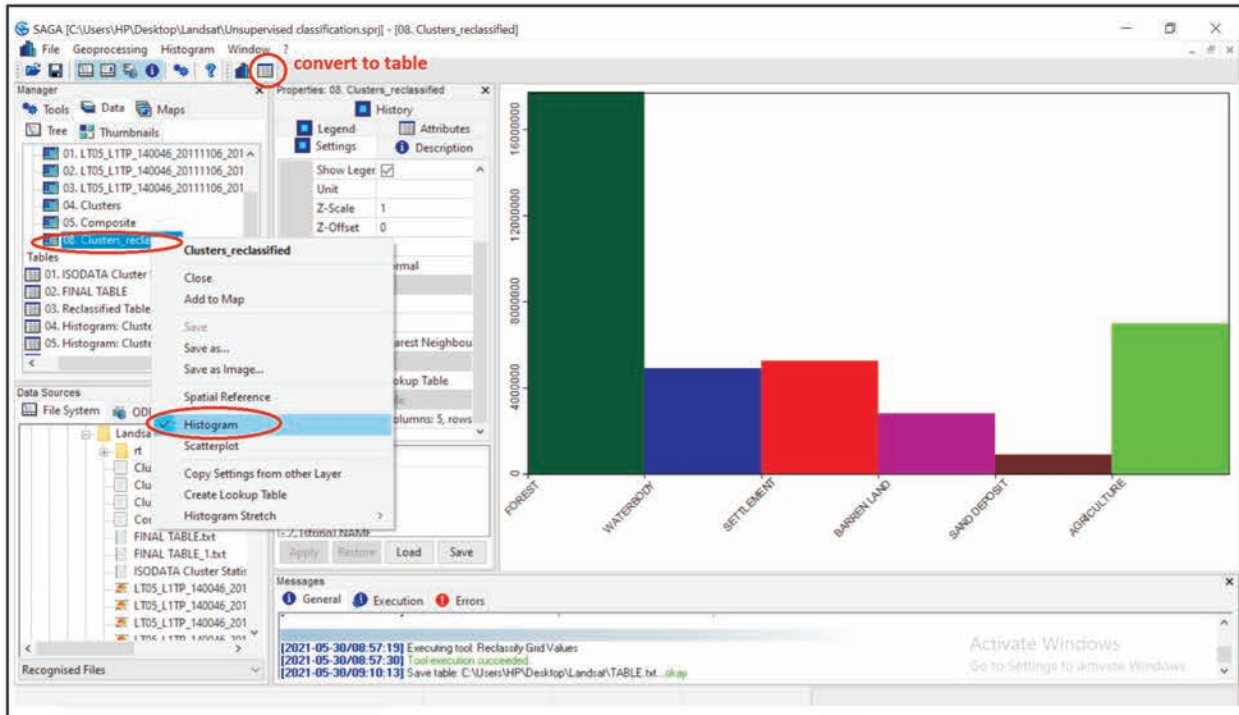 SAGA [C:\Users\HP\Desktop\Landsat\Unsupervised classification.sprj] - [08. Clusters_reclassified]
File Geoprocessing Histogram Window ?
convert to table
Manager
Tools Data Maps
Tree Thumbnails
01. LT05_L1TP_140046_20111106_201
02. LT05_L1TP_140046_20111106_201
03. LT05_L1TP_140046_20111106_201
04. Clusters
05. Composite
08. Clusters_recla
Tables
01. ISODATA Cluster
02. FINAL TABLE
03. Reclassified Table
04. Histogram: Cluste
05. Histogram: Cluste
Data Sources
File System
Landsa
rt
Clu
Clu
Clu
Co
FINAL TABLE.txt
FINAL TABLE_1.txt
ISODATA Cluster Statis
LT05_L1TP_140046_201
LT05_L1TP_140046_201
LT05_L1TP_140046_201
LT05_L1TP_140046_201
Recognised Files
Clusters_reclassified
Close
Add to Map
Save
Save as...
Save as Image...
Spatial Reference
Histogram
Scatterplot
Copy Settings from other Layer
Create Lookup Table
Histogram Stretch
Properties: 08. Clusters_reclassified
History
Legend Attributes
Settings Description
Show Leger
Unit
Z-Scale 1
Z-Offset 0
rmal
arest Neighbou
okup Table
olumns: 5, rows
Apply Restore Load Save
16000000
12000000
8000000
4000000
0
FOREST
WATERBODY
SETTLEMENT
BARREN LAND
SAND DEPOSIT
AGRICULTURE
Messages
General Execution Errors
[2021-05-30/08:57:19] Executing tool: Reclassify Grid Values
[2021-05-30/08:57:30] Tool execution succeeded
[2021-05-30/09:10:13] Save table: C:\Users\HP\Desktop\Landsat\TABLE.txt...okay
Activate Windows
Go to Settings to activate Windows